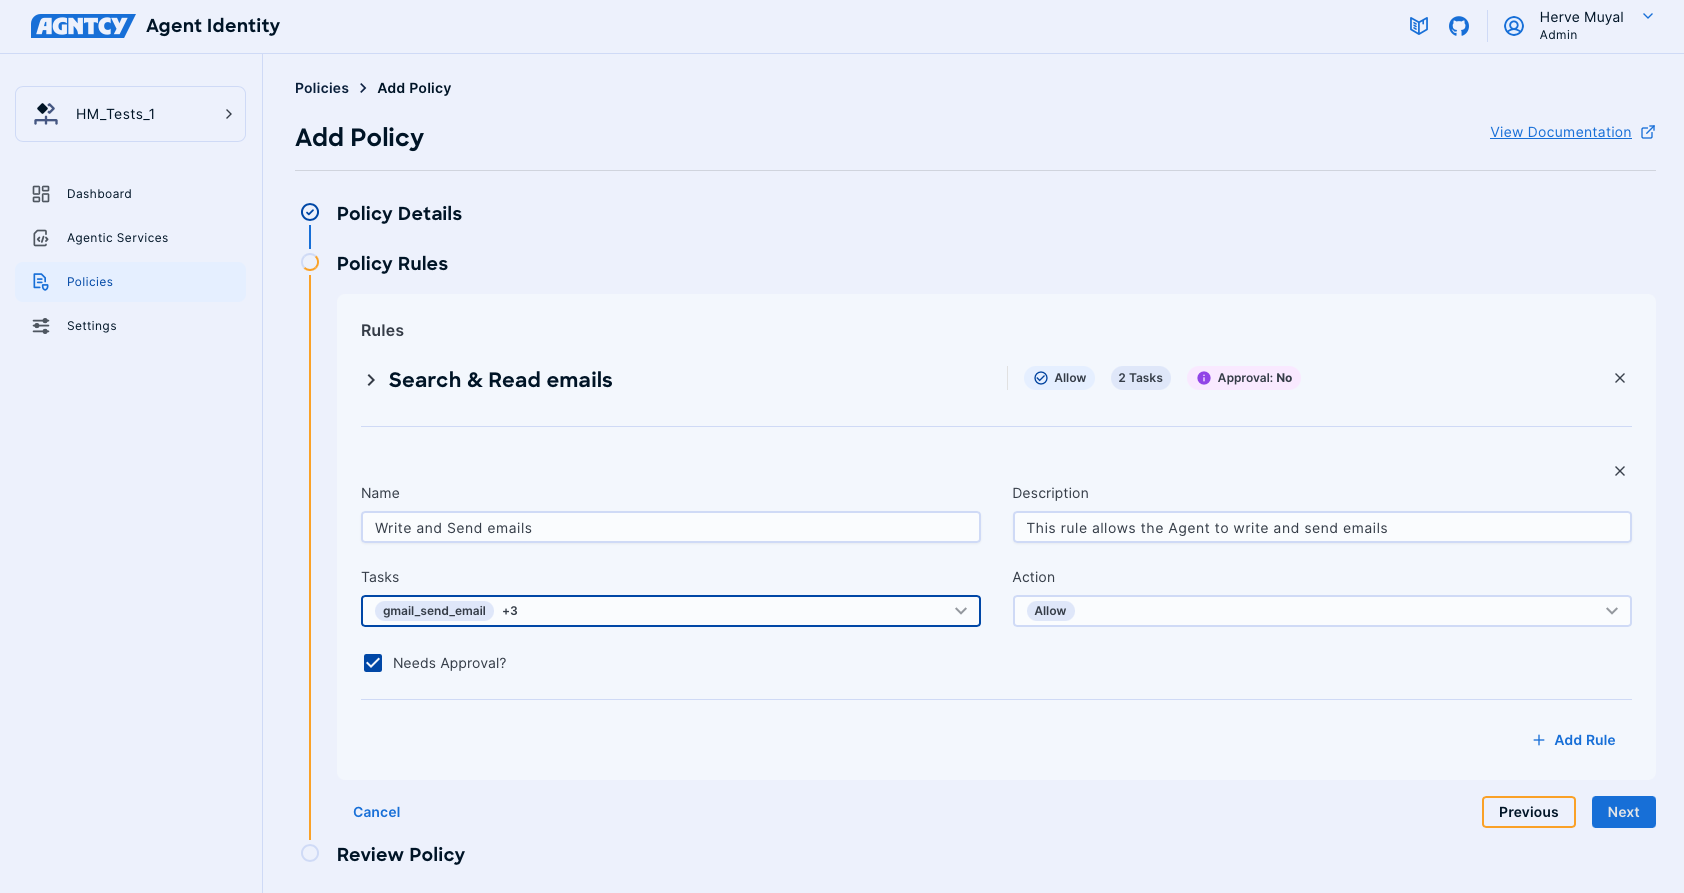 AGNTCY Agent Identity
Herve Muyal
Admin
HM_Tests_1
Dashboard
Agentic Services
Policies
Settings
Policies > Add Policy
Add Policy
View Documentation
Policy Details
Policy Rules
Rules
Search & Read emails
Allow
2 Tasks
Approval: No
Name
Write and Send emails
Description
This rule allows the Agent to write and send emails
Tasks
gmail_send_email +3
Action
Allow
Needs Approval?
+ Add Rule
Cancel
Previous
Next
Review Policy